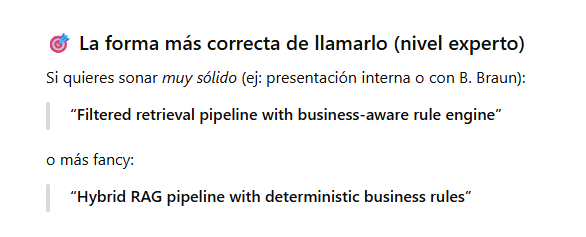 🎯 La forma más correcta de llamarlo (nivel experto)
Si quieres sonar muy sólido (ej: presentación interna o con B. Braun):
“Filtered retrieval pipeline with business-aware rule engine”
o más fancy:
“Hybrid RAG pipeline with deterministic business rules”